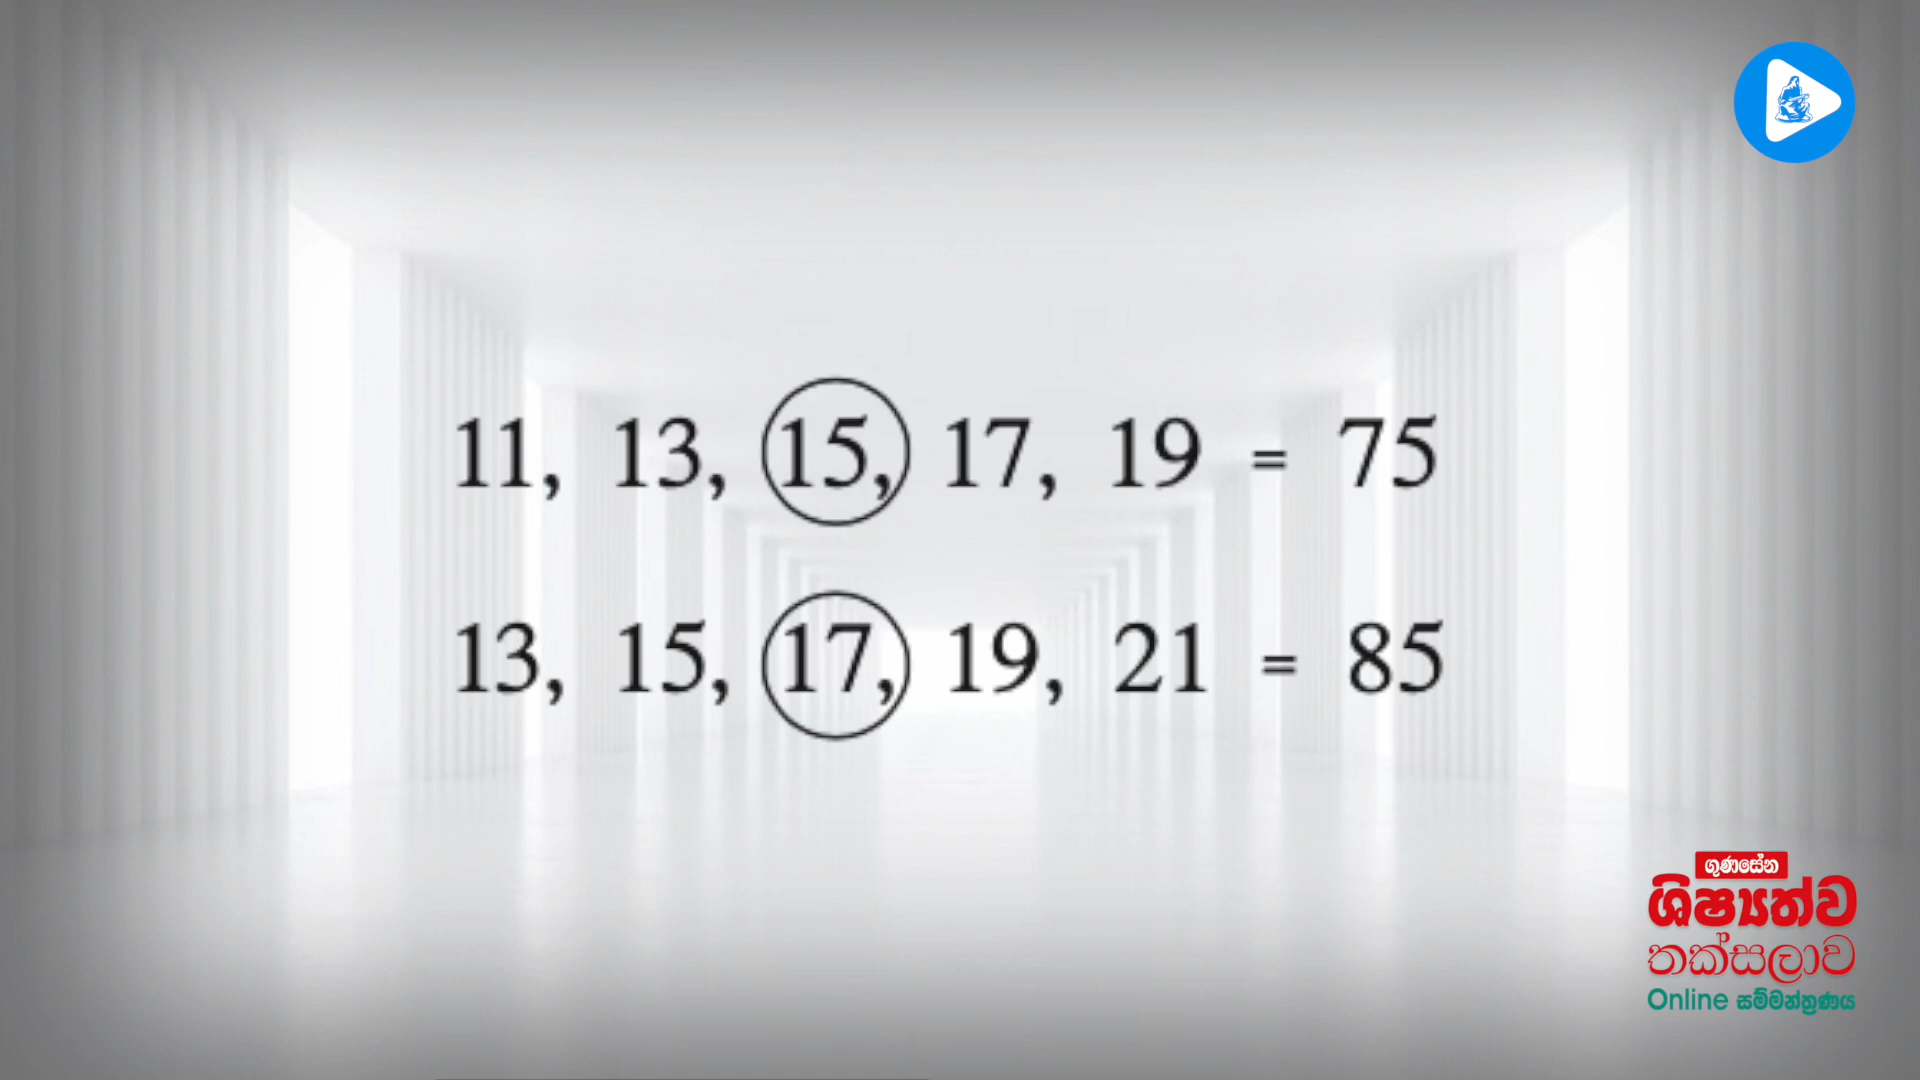 11, 13, 15, 17, 19 = 75
13, 15, 17, 19, 21 = 85
ගුණසේන
ශිෂ්‍යත්ව
තක්සලාව
Online සම්මන්ත්‍රණය